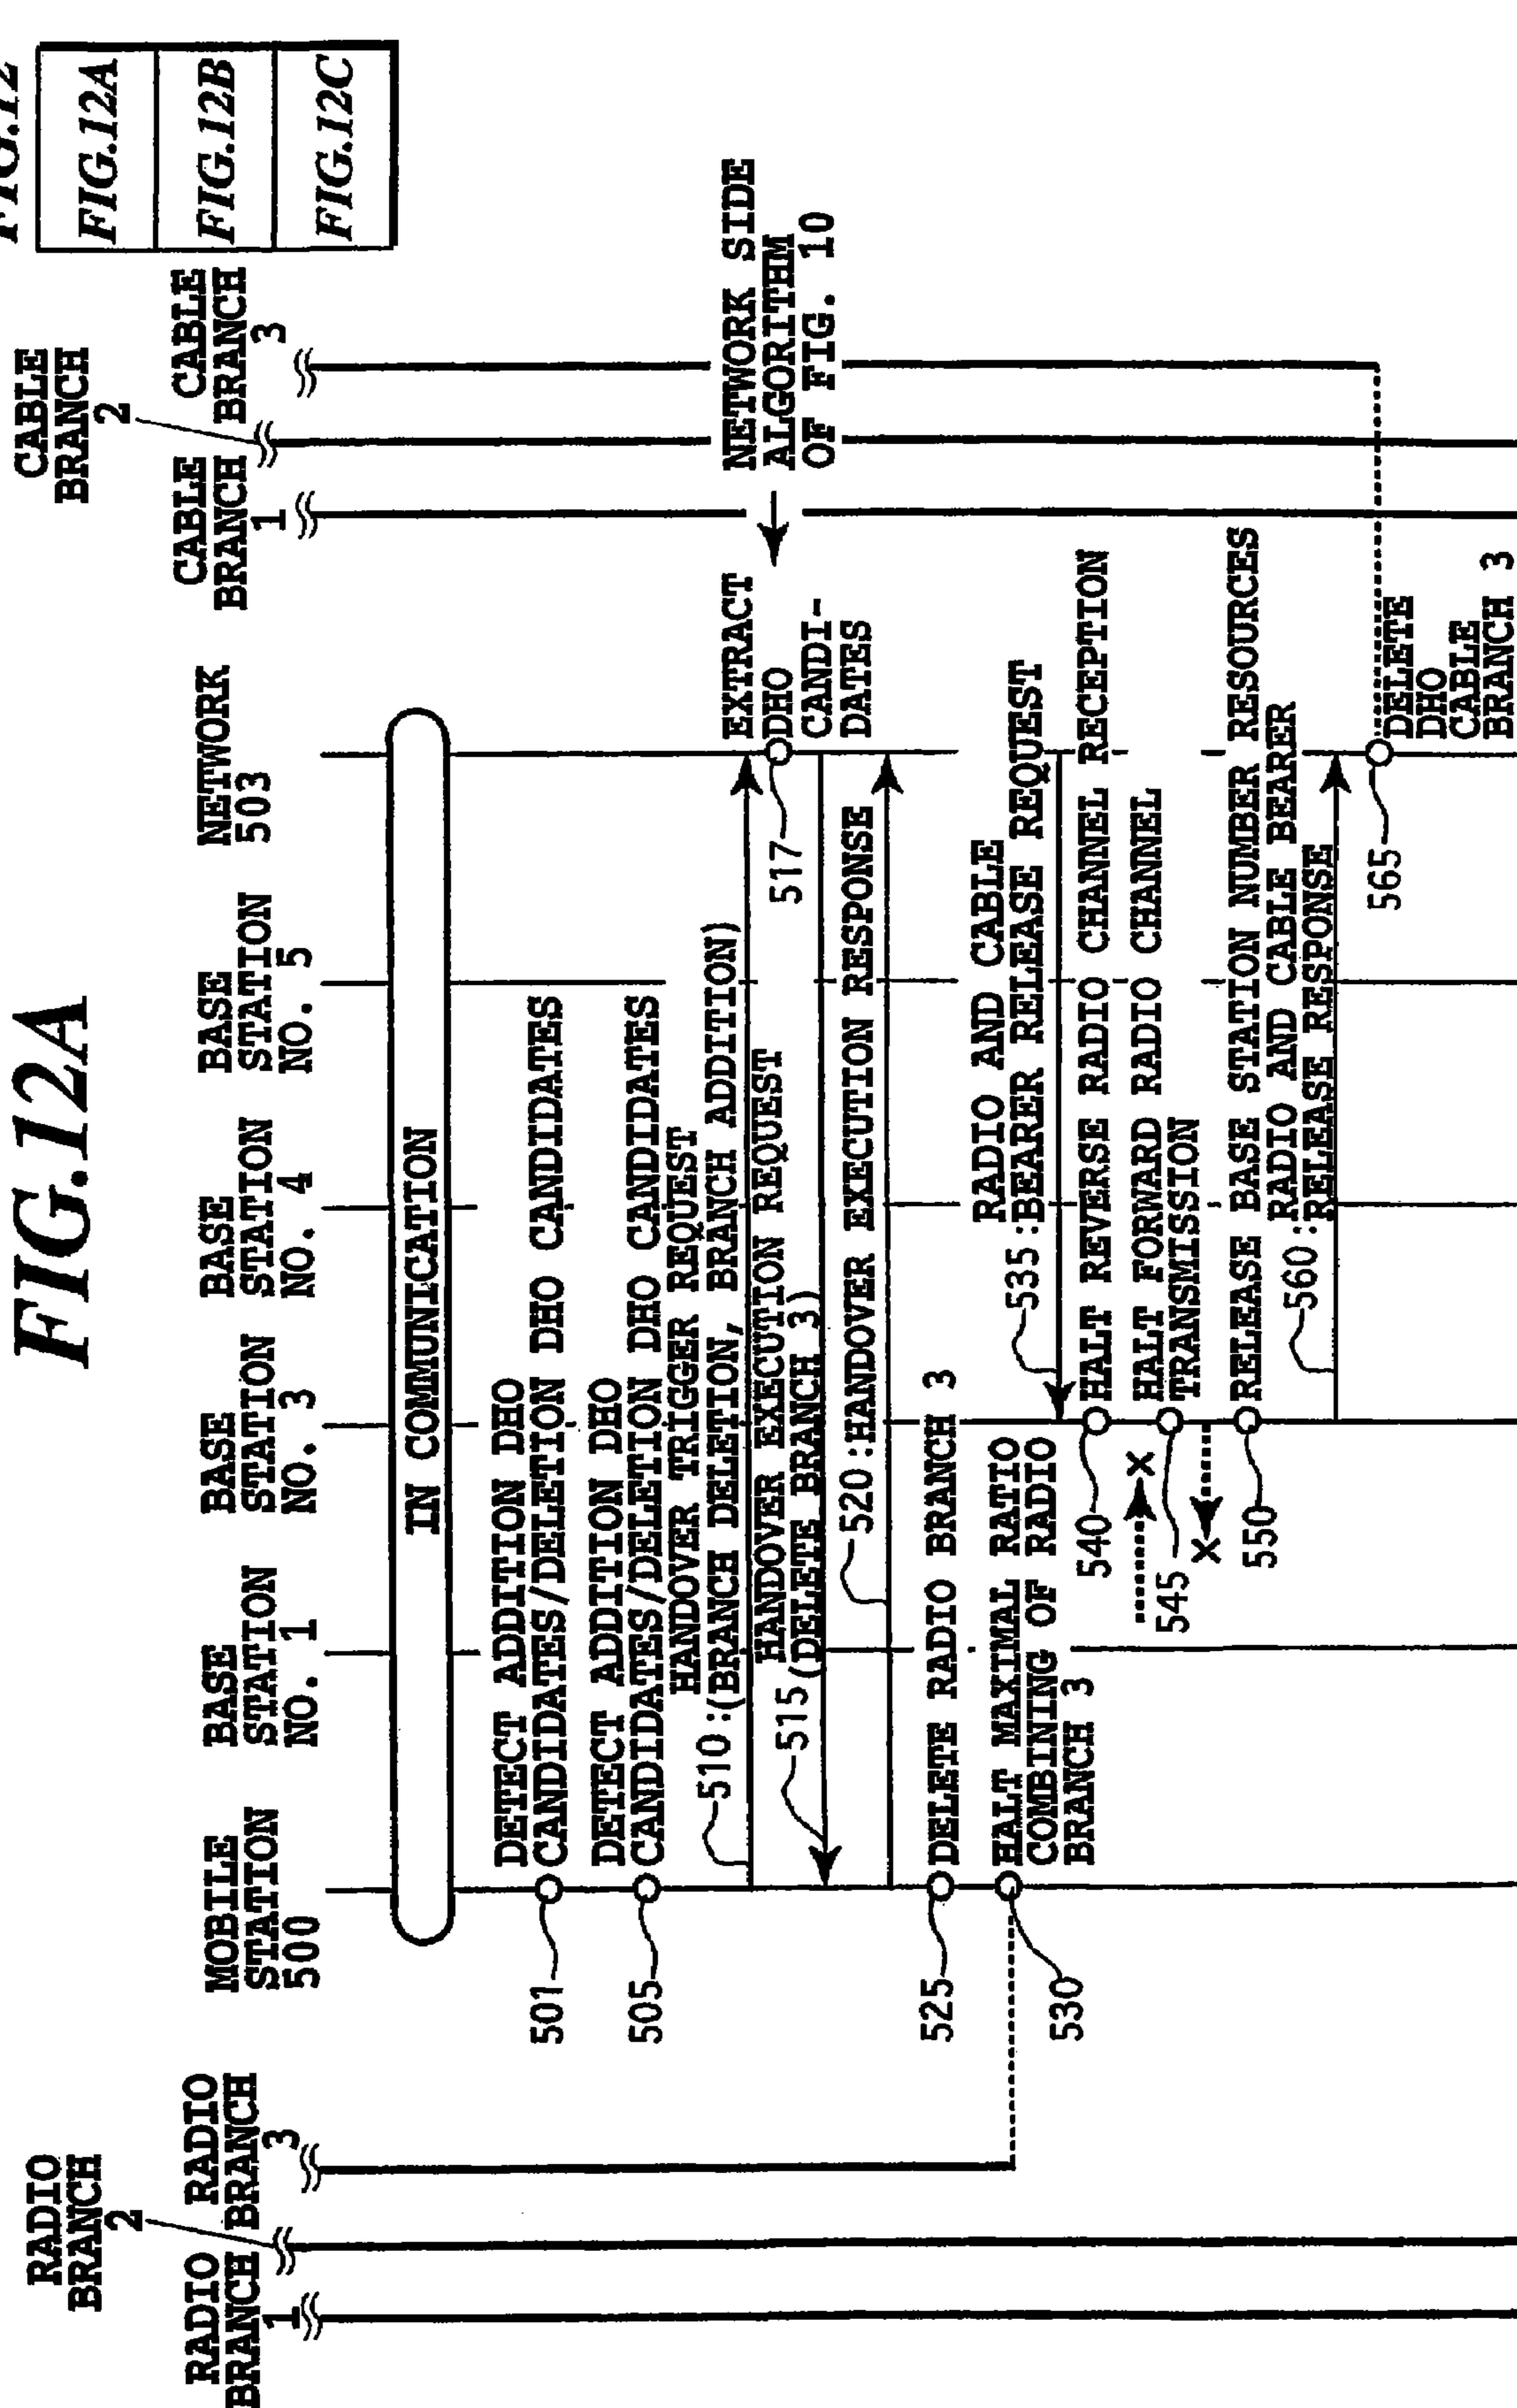 FIG.12A
FIG.12
FIG.12A
FIG.12B
FIG.12C
RADIO
BRANCH
2
RADIO
BRANCH
1
RADIO
BRANCH
3
MOBILE
STATION
500
BASE
STATION
NO. 1
BASE
STATION
NO. 3
BASE
STATION
NO. 4
BASE
STATION
NO. 5
NETWORK
503
CABLE
BRANCH
1
CABLE
BRANCH
2
CABLE
BRANCH
3
IN COMMUNICATION
501
DETECT ADDITION DHO
CANDIDATES/DELETION DHO CANDIDATES
505
DETECT ADDITION DHO
CANDIDATES/DELETION DHO CANDIDATES
HANDOVER TRIGGER REQUEST
510:(BRANCH DELETION, BRANCH ADDITION)
HANDOVER EXECUTION REQUEST
515(DELETE BRANCH 3)
517
EXTRACT
DHO
CANDI-
DATES
NETWORK SIDE
ALGORITHM
OF FIG. 10
520:HANDOVER EXECUTION RESPONSE
525
DELETE RADIO BRANCH 3
530
HALT MAXIMAL RATIO
COMBINING OF RADIO
BRANCH 3
RADIO AND CABLE
535:BEARER RELEASE REQUEST
540
HALT REVERSE RADIO CHANNEL RECEPTION
X
545
HALT FORWARD RADIO CHANNEL
TRANSMISSION
X
550
RELEASE BASE STATION NUMBER RESOURCES
RADIO AND CABLE BEARER
560:RELEASE RESPONSE
565
DELETE
DHO
CABLE
BRANCH 3